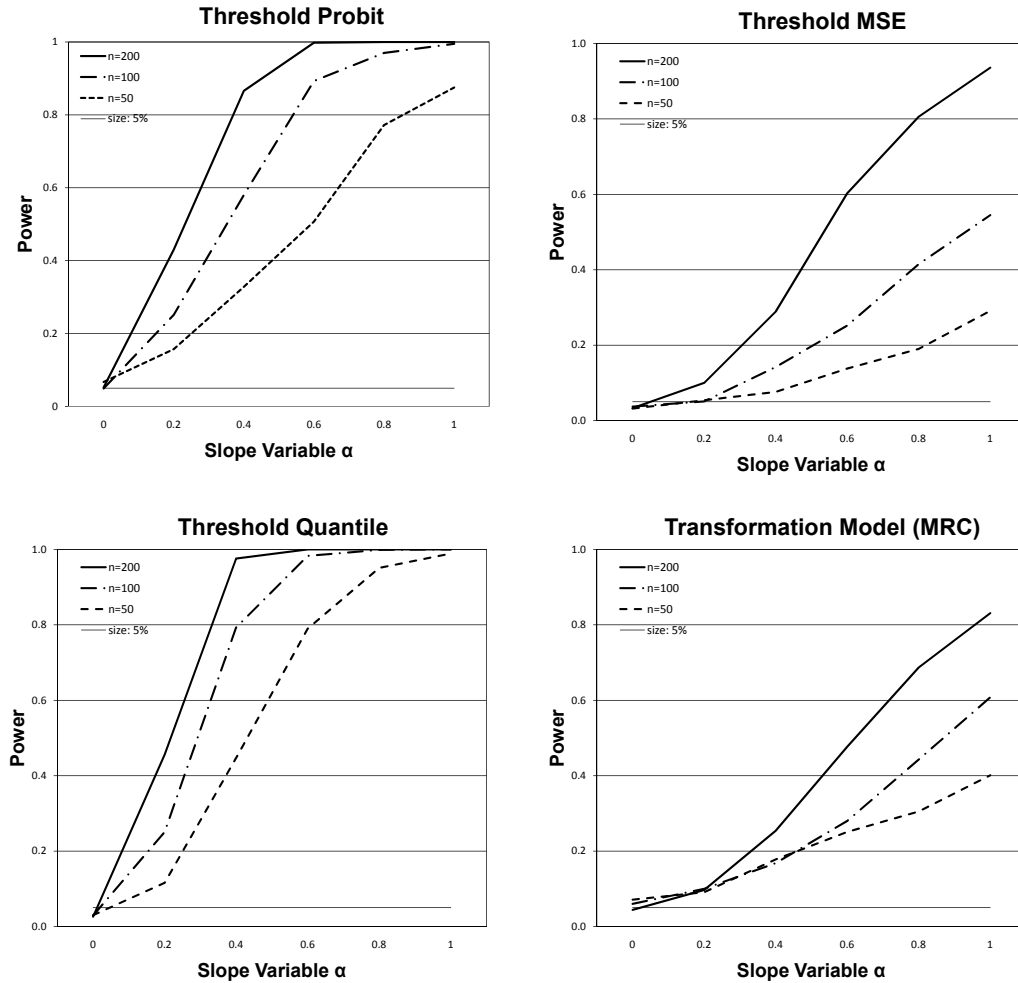 Threshold Probit
1
0.8
0.6
0.4
0.2
0
n=200
n=100
n=50
size: 5%
Power
0 0.2 0.4 0.6 0.8 1
Slope Variable α
Threshold MSE
1.0
0.8
0.6
0.4
0.2
0.0
n=200
n=100
n=50
size: 5%
Power
0 0.2 0.4 0.6 0.8 1
Slope Variable α
Threshold Quantile
1.0
0.8
0.6
0.4
0.2
0.0
n=200
n=100
n=50
size: 5%
Power
0 0.2 0.4 0.6 0.8 1
Slope Variable α
Transformation Model (MRC)
1.0
0.8
0.6
0.4
0.2
0.0
n=200
n=100
n=50
size: 5%
Power
0 0.2 0.4 0.6 0.8 1
Slope Variable α